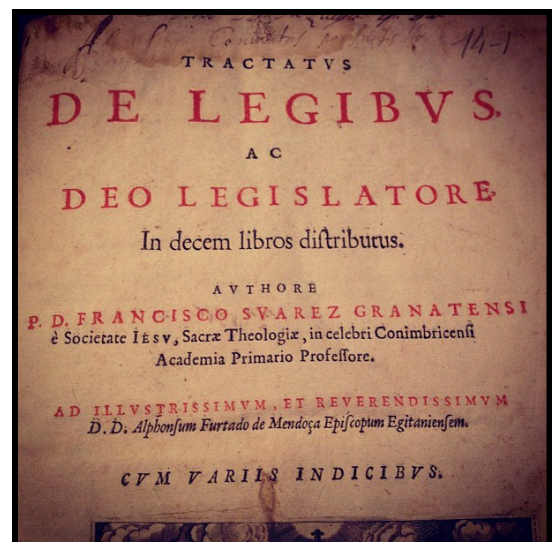 TRACTATVS
DE LEGIBVS,
AC
DEO LEGISLATORE,
In decem libros diſtributus.
AVTHORE
P. D. FRANCISCO SVAREZ GRANATENSI
è Societate IESV, Sacræ Theologiæ, in celebri Conimbricenſi
Academia Primario Profeſſore.
AD ILLVSTRISSIMVM, ET REVERENDISSIMVM
D. D. Alphonſum Furtado de Mendoça Epiſcopum Egitanienſem.
CVM VARIIS INDICIBVS.